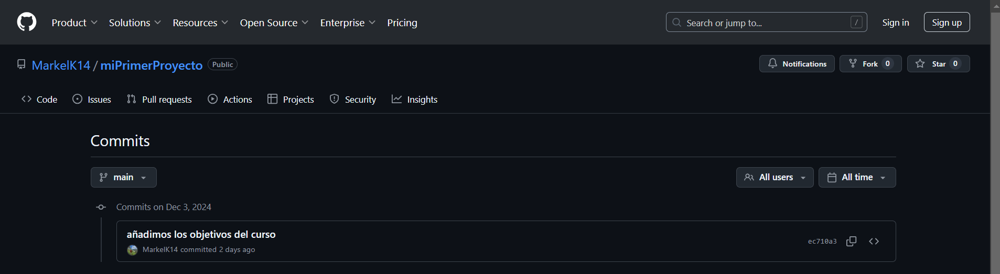 Product Solutions Resources Open Source Enterprise Pricing Search or jump to... / Sign in Sign up
MarkelK14 / miPrimerProyecto Public Notifications Fork 0 Star 0
Code Issues Pull requests Actions Projects Security Insights
Commits
main All users All time
Commits on Dec 3, 2024
añadimos los objetivos del curso
MarkelK14 committed 2 days ago
ec710a3